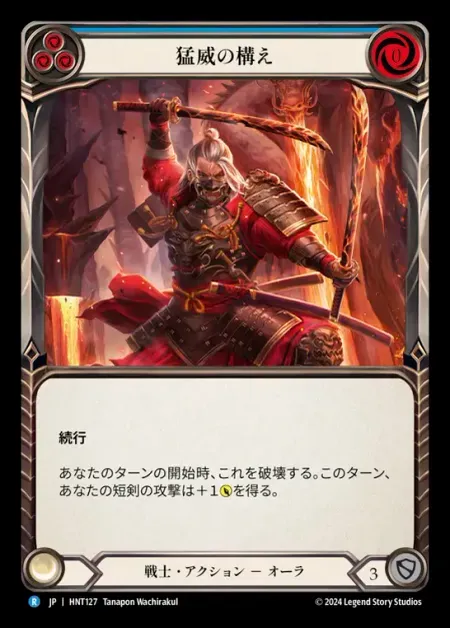 0
猛威の構え
続行
あなたのターンの開始時、これを破壊する。このターン、
あなたの短剣の攻撃は+1を得る。
戦士・アクション − オーラ
3
R JP | HNT127 Tanapon Wachirakul
© 2024 Legend Story Studios